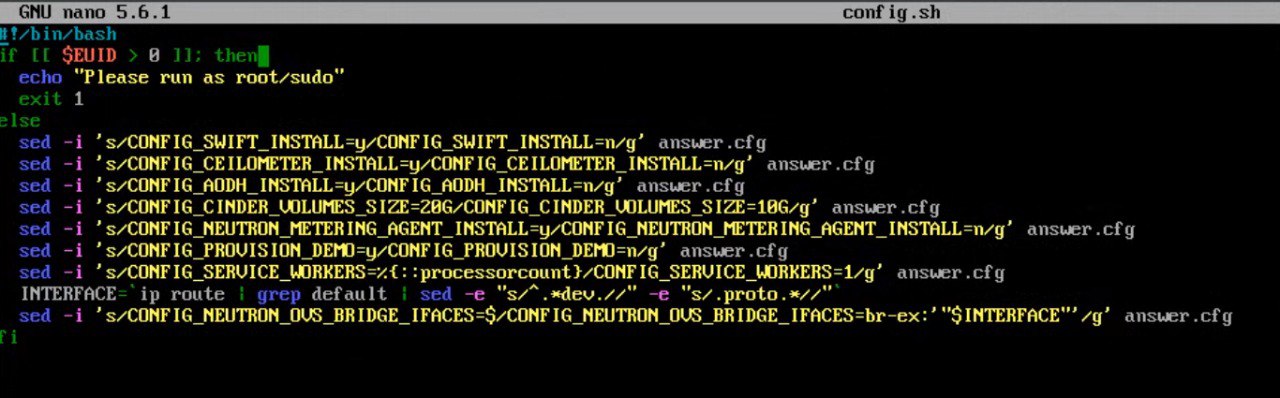 GNU nano 5.6.1 config.sh
#!/bin/bash
if [[ $EUID > 0 ]]; then
  echo "Please run as root/sudo"
  exit 1
else
  sed -i 's/CONFIG_SWIFT_INSTALL=y/CONFIG_SWIFT_INSTALL=n/g' answer.cfg
  sed -i 's/CONFIG_CEILOMETER_INSTALL=y/CONFIG_CEILOMETER_INSTALL=n/g' answer.cfg
  sed -i 's/CONFIG_AODH_INSTALL=y/CONFIG_AODH_INSTALL=n/g' answer.cfg
  sed -i 's/CONFIG_CINDER_VOLUMES_SIZE=20G/CONFIG_CINDER_VOLUMES_SIZE=10G/g' answer.cfg
  sed -i 's/CONFIG_NEUTRON_METERING_AGENT_INSTALL=y/CONFIG_NEUTRON_METERING_AGENT_INSTALL=n/g' answer.cfg
  sed -i 's/CONFIG_PROVISION_DEMO=y/CONFIG_PROVISION_DEMO=n/g' answer.cfg
  sed -i 's/CONFIG_SERVICE_WORKERS=%{::processorcount}/CONFIG_SERVICE_WORKERS=1/g' answer.cfg
  INTERFACE=`ip route | grep default | sed -e "s/^.*dev.//" -e "s/.proto.*//"`
  sed -i 's/CONFIG_NEUTRON_OVS_BRIDGE_IFACES=$/CONFIG_NEUTRON_OVS_BRIDGE_IFACES=br-ex:'"$INTERFACE"'/g' answer.cfg
fi